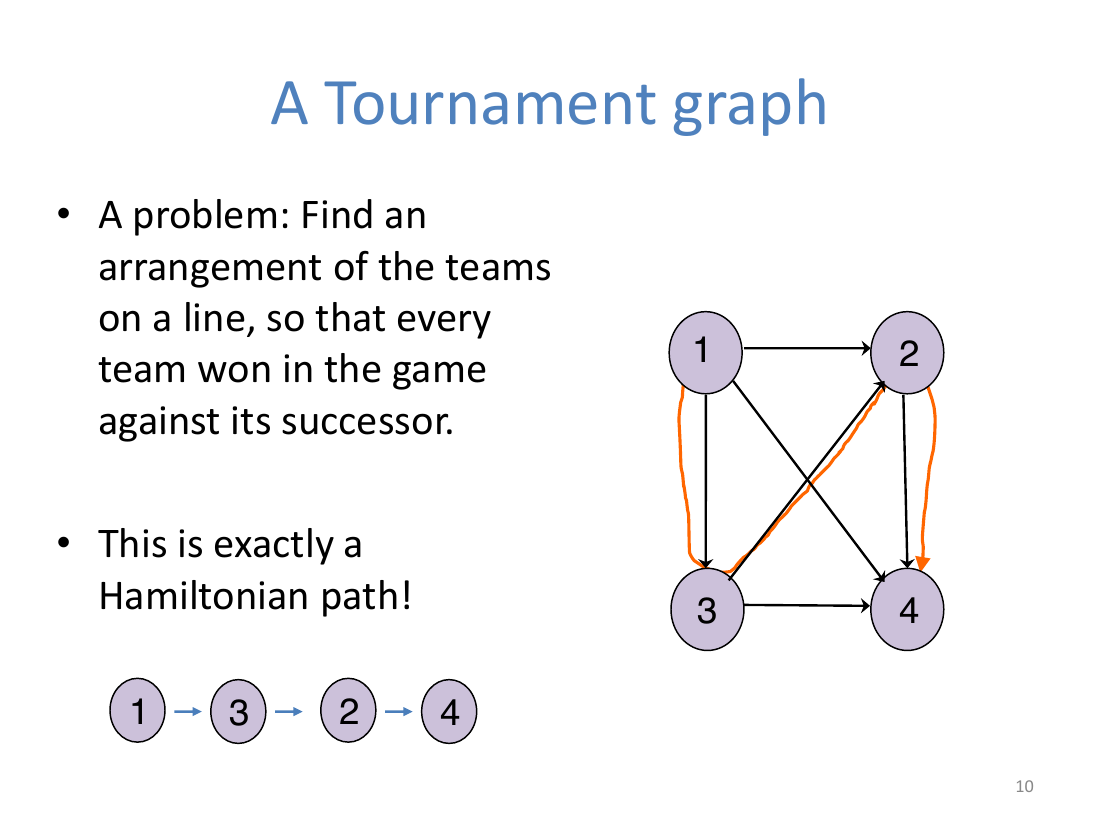 A Tournament graph
• A problem: Find an
arrangement of the teams
on a line, so that every
team won in the game
against its successor.
• This is exactly a
Hamiltonian path!
1 2
3 4
1 3 2 4
10